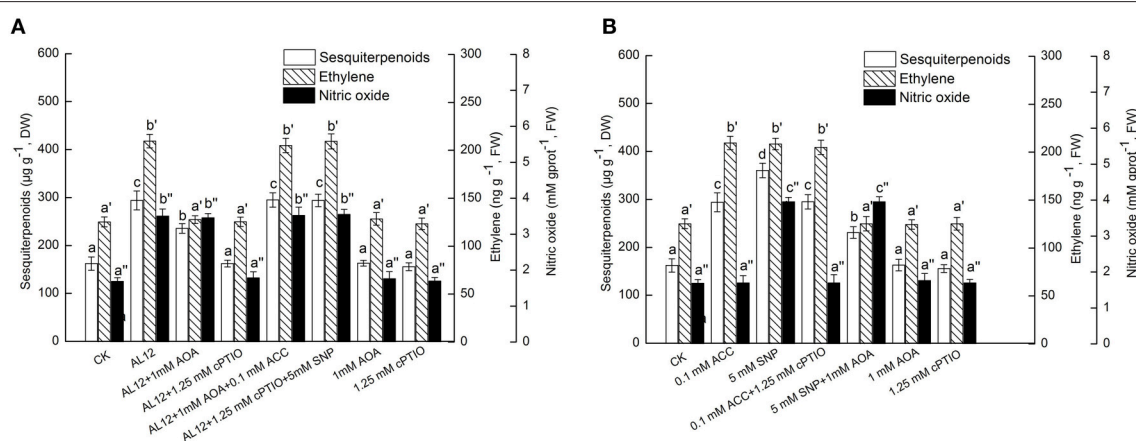 A
Sesquiterpenoids (µg g-1, DW)
600
500
400
300
200
100
0
Sesquiterpenoids
Ethylene
Nitric oxide
a a' a"
c b' b"
b a' b"
a a' a"
c b' b"
c b' b"
a a' a"
a a' a"
CK
AL12
AL12+1mM AOA
AL12+1.25 mM cPTIO
AL12+1mM AOA+0.1 mM ACC
AL12+1.25 mM cPTIO+5mM SNP
1mM AOA
1.25 mM cPTIO
300
250
200
150
100
50
0
Ethylene (ng g-1, FW)
8
7
6
5
4
3
2
1
0
Nitric oxide (mM gprot-1, FW)
B
Sesquiterpenoids (µg g-1, DW)
600
500
400
300
200
100
0
Sesquiterpenoids
Ethylene
Nitric oxide
a a' a"
c b' a"
d b' c"
c b' a"
b a' c"
a a' a"
a a' a"
CK
0.1 mM ACC
5 mM SNP
0.1 mM ACC+1.25 mM cPTIO
5 mM SNP+1mM AOA
1 mM AOA
1.25 mM cPTIO
300
250
200
150
100
50
0
Ethylene (ng g-1, FW)
8
7
6
5
4
3
2
1
0
Nitric oxide (mM gprot-1, FW)